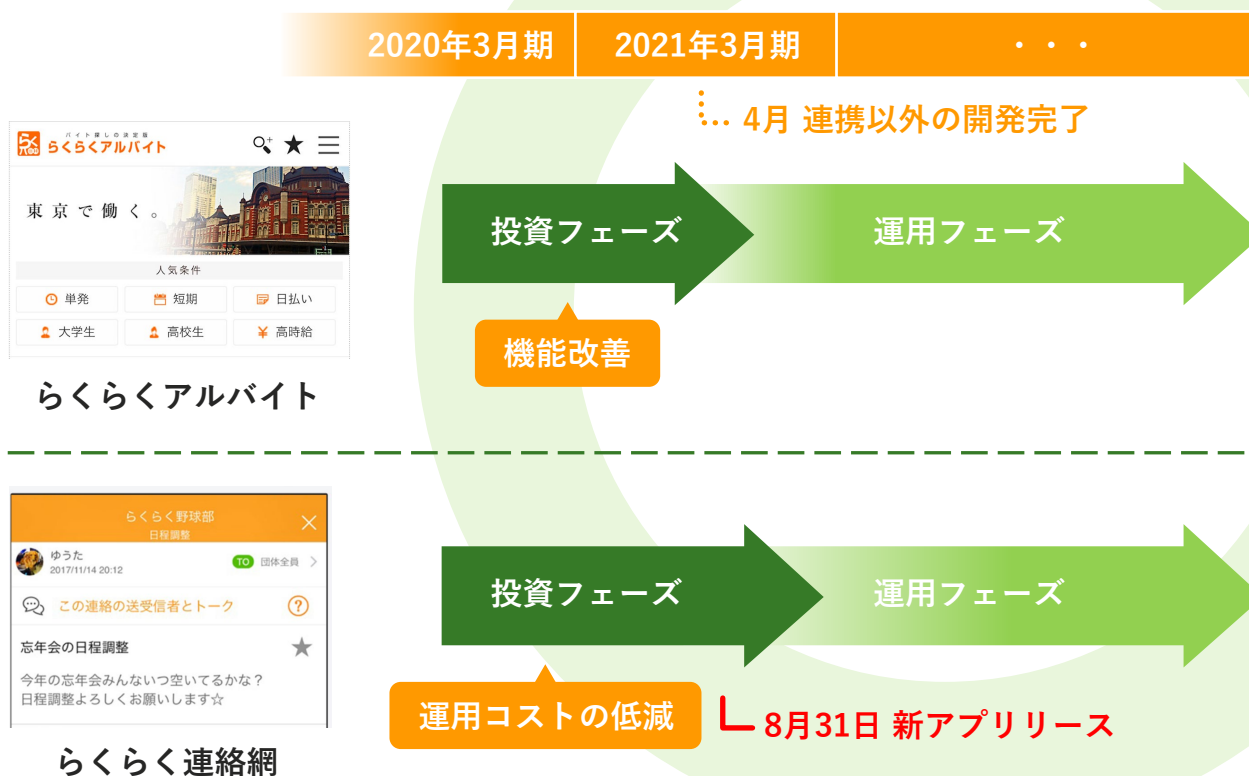 2020年3月期
2021年3月期
・・・
4月 連携以外の開発完了
バイト探しの決定版
らくらくアルバイト
東京で働く。
人気条件
単発
短期
日払い
大学生
高校生
高時給
らくらくアルバイト
投資フェーズ
運用フェーズ
機能改善
らくらく野球部
日程調整
ゆうた
2017/11/14 20:12
TO 団体全員
この連絡の送受信者とトーク
忘年会の日程調整
今年の忘年会みんないつ空いてるかな？
日程調整よろしくお願いします☆
らくらく連絡網
投資フェーズ
運用フェーズ
運用コストの低減
8月31日 新アプリリリース